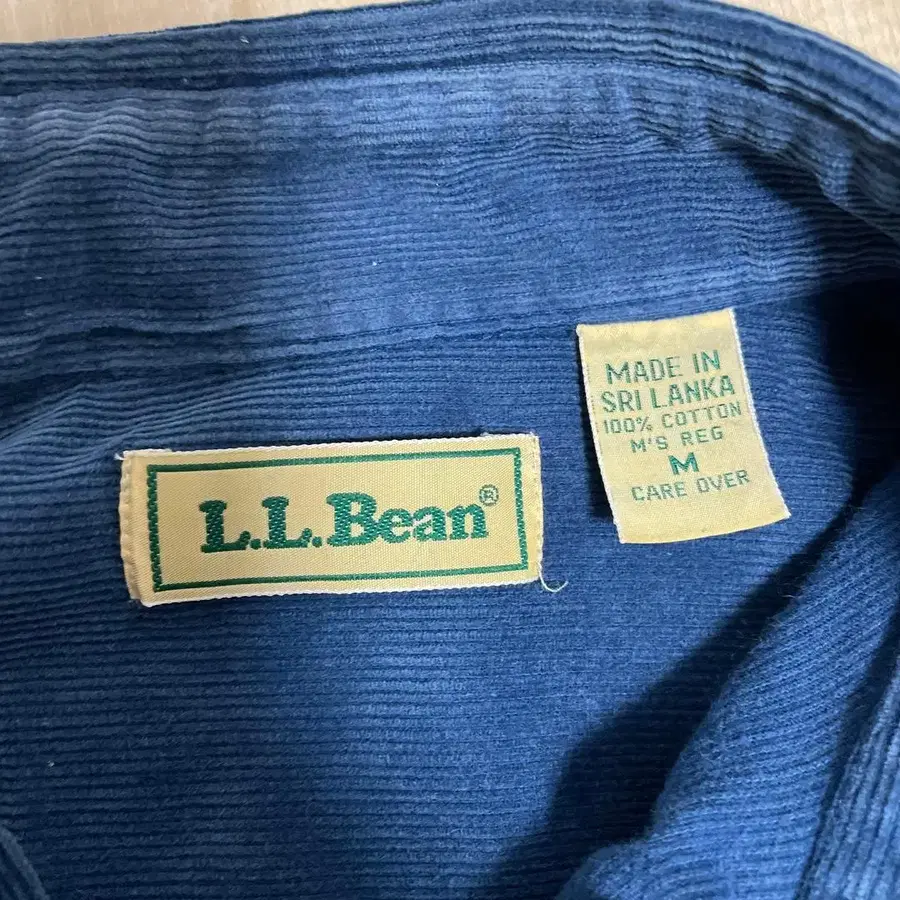 L.L.Bean®
MADE IN
SRI LANKA
100% COTTON
M'S REG
M
CARE OVER